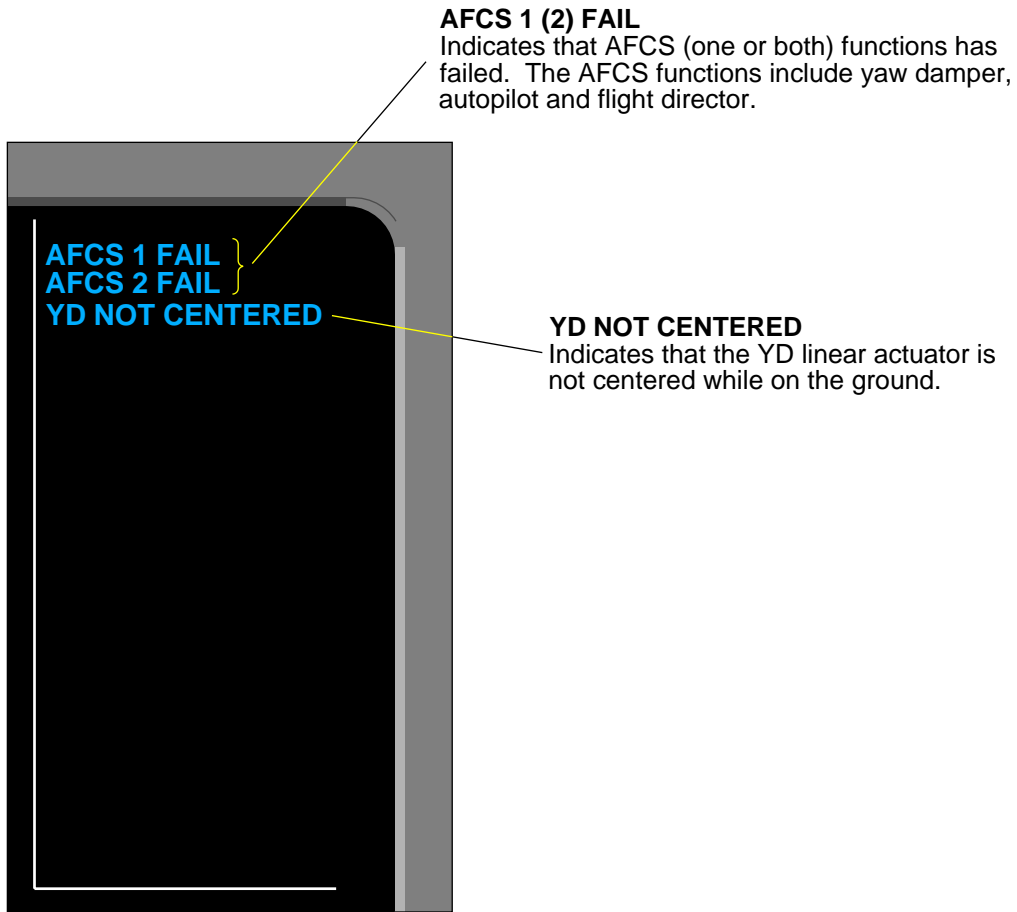 AFCS 1 (2) FAIL
Indicates that AFCS (one or both) functions has
failed. The AFCS functions include yaw damper,
autopilot and flight director.
AFCS 1 FAIL
AFCS 2 FAIL
YD NOT CENTERED
YD NOT CENTERED
Indicates that the YD linear actuator is
not centered while on the ground.